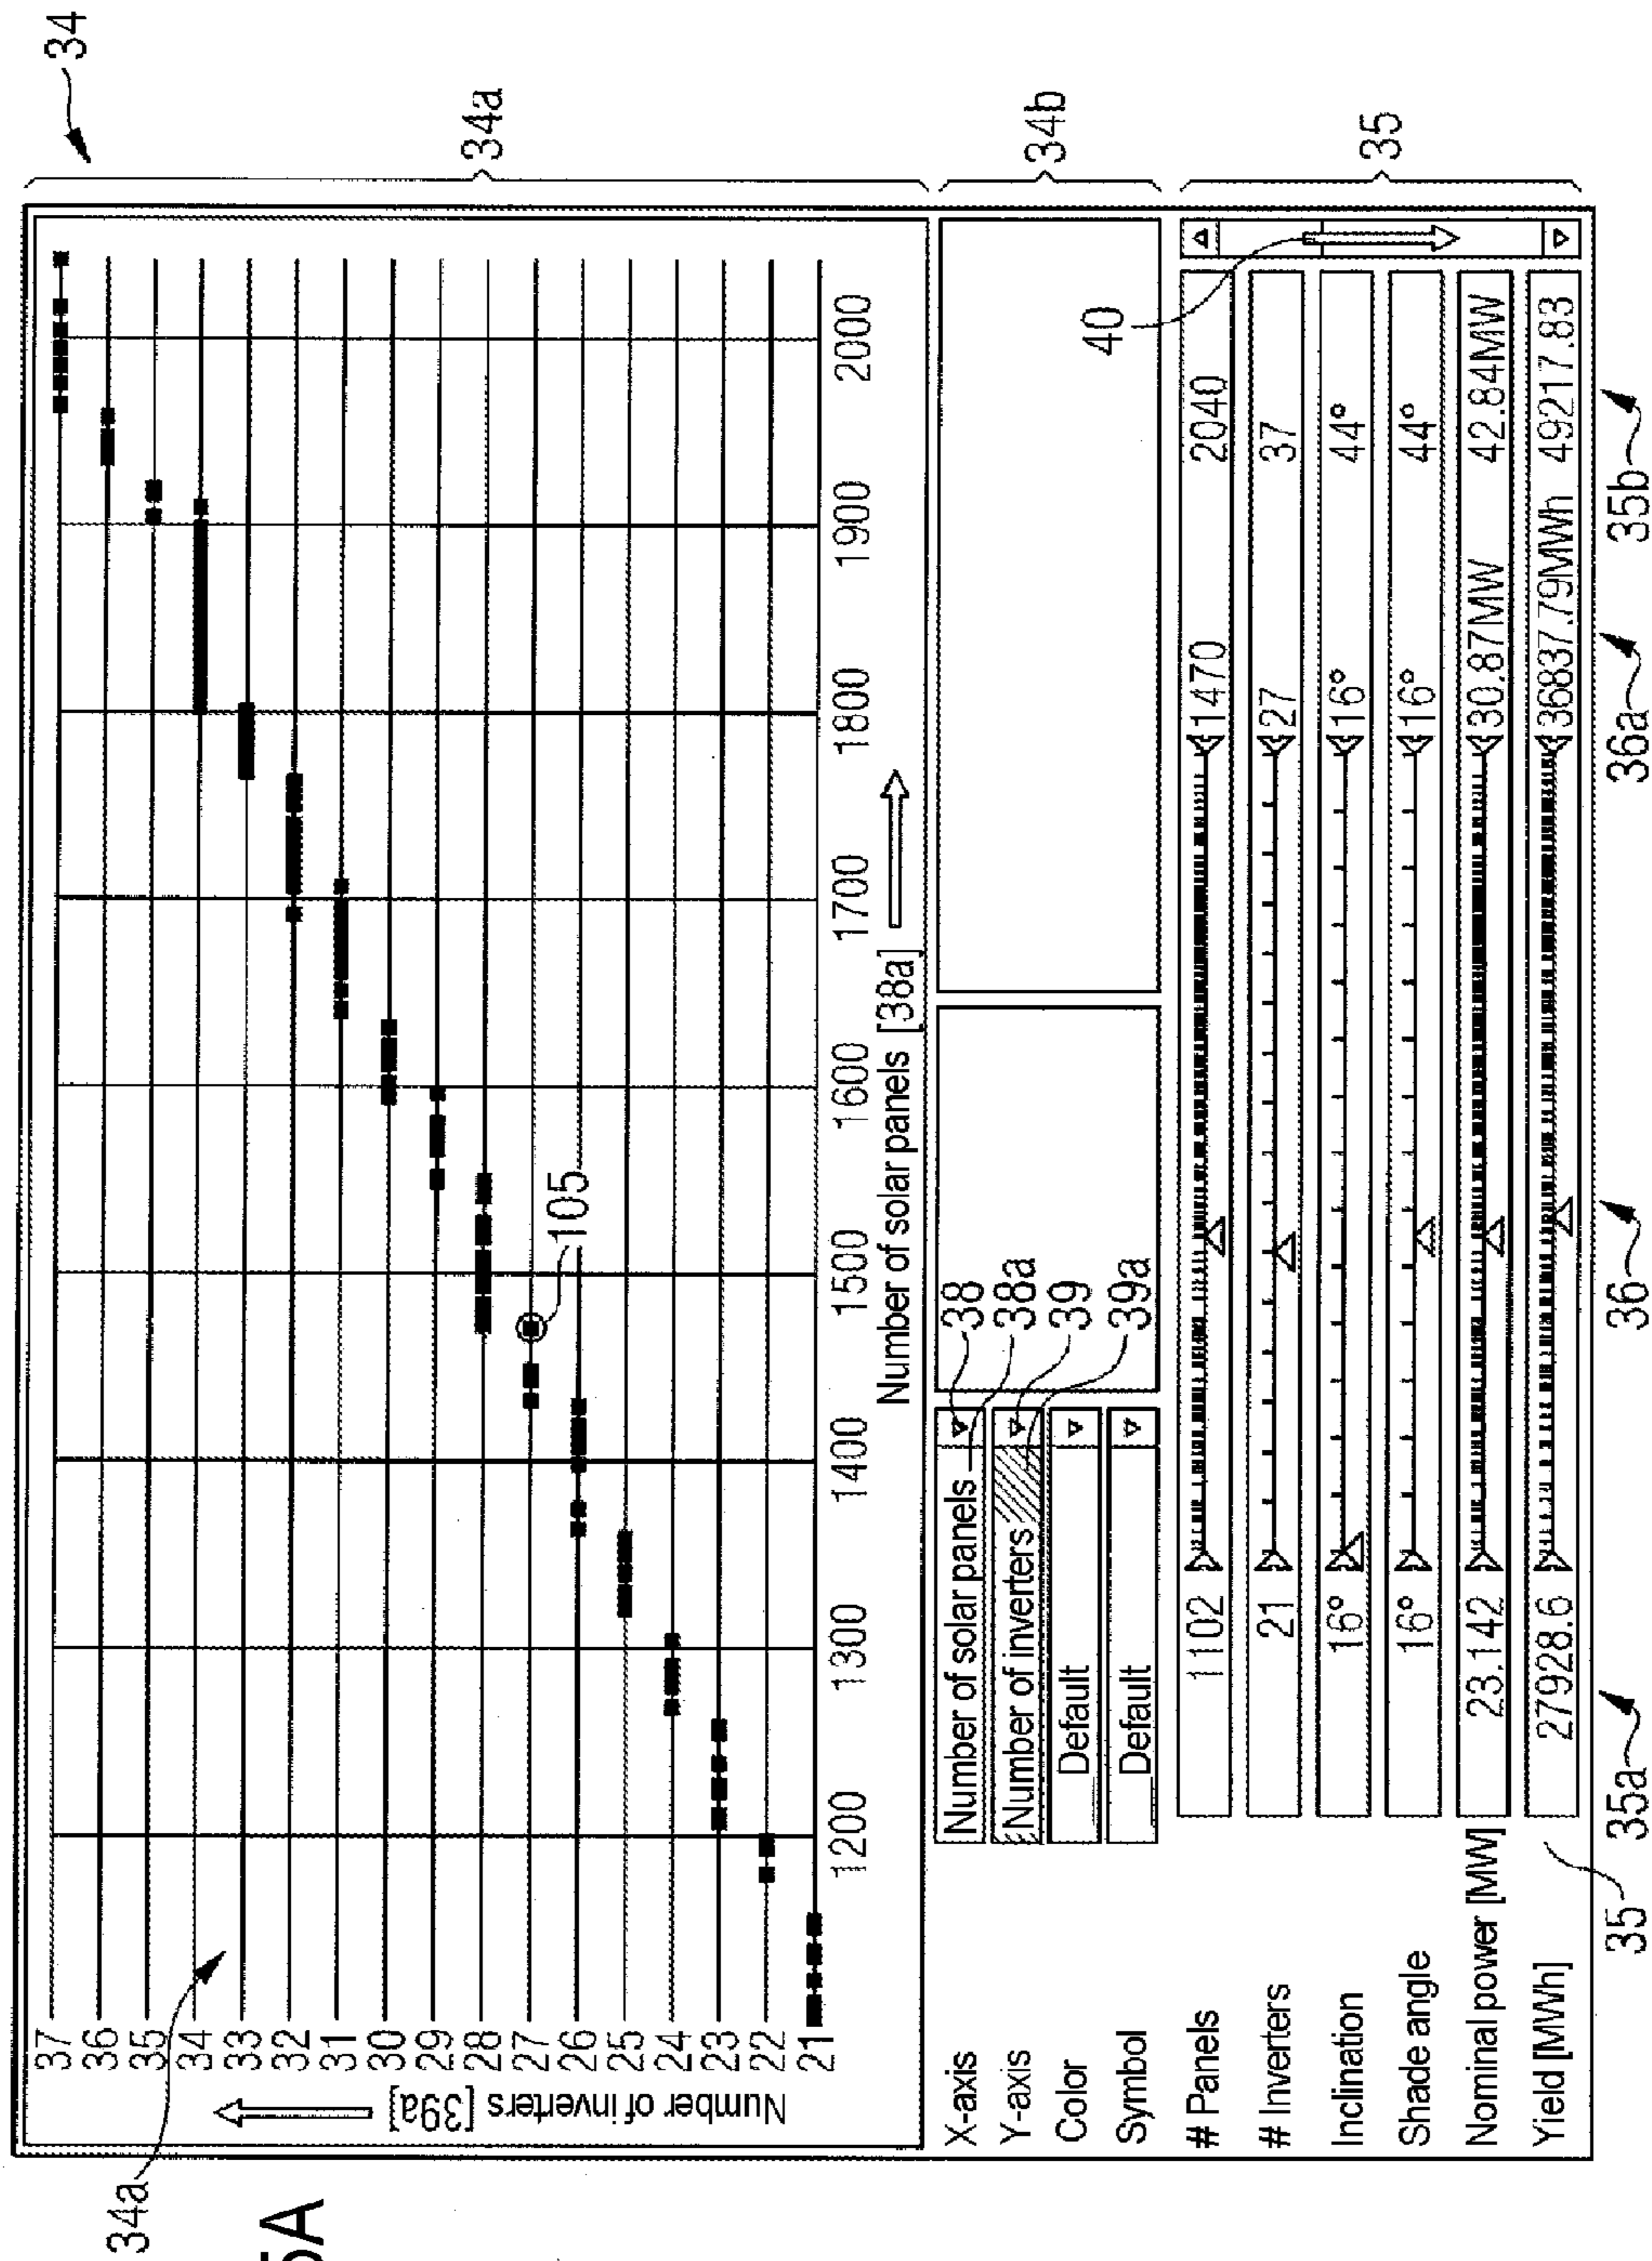 5A
34a
34
37
36
35
34
33
32
31
30
29
28
27
26
25
24
23
22
21
Number of inverters [39a]
105
34a
1200 1300 1400 1500 1600 1700 1800 1900 2000
Number of solar panels [38a]
X-axis Number of solar panels 38
Y-axis Number of inverters 38a
Color Default 39
Symbol Default 39a
34b
40
# Panels 1102 1470 2040
# Inverters 21 27 37
Inclination 16° 16° 44°
Shade angle 16° 16° 44°
Nominal power [MW] 23.142 30.87MW 42.84MW
Yield [MWh] 27928.6 36837.79MWh 49217.83
35
35 35a 36 36a 35b